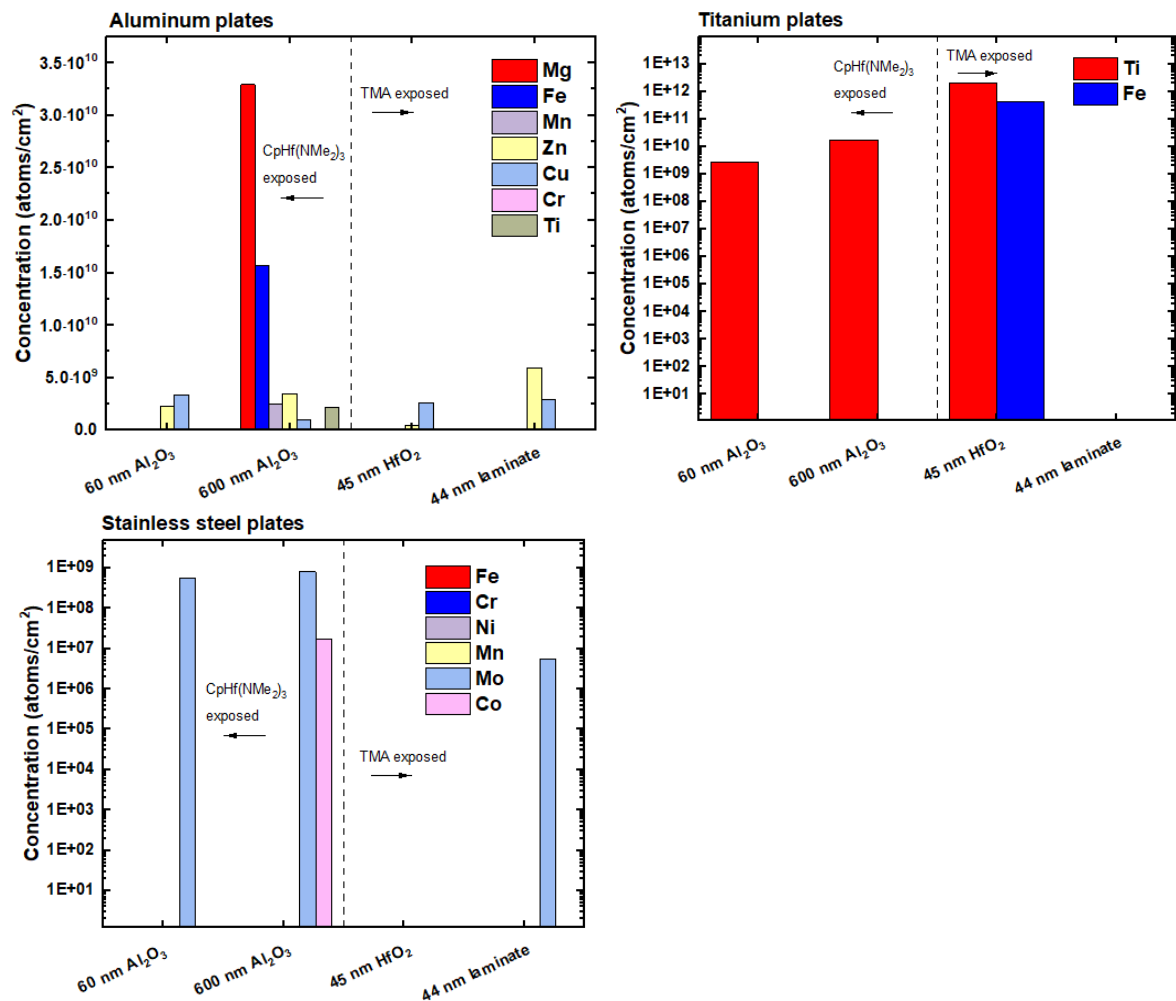 Aluminum plates
Concentration (atoms/cm²)
3.5·10¹⁰
3.0·10¹⁰
2.5·10¹⁰
2.0·10¹⁰
1.5·10¹⁰
1.0·10¹⁰
5.0·10⁹
0.0
CpHf(NMe₂)₃
exposed
TMA exposed
Mg
Fe
Mn
Zn
Cu
Cr
Ti
60 nm Al₂O₃
600 nm Al₂O₃
45 nm HfO₂
44 nm laminate
Titanium plates
Concentration (atoms/cm²)
1E+13
1E+12
1E+11
1E+10
1E+09
1E+08
1E+07
1E+06
1E+05
1E+04
1E+03
1E+02
1E+01
CpHf(NMe₂)₃
exposed
TMA exposed
Ti
Fe
60 nm Al₂O₃
600 nm Al₂O₃
45 nm HfO₂
44 nm laminate
Stainless steel plates
Concentration (atoms/cm²)
1E+09
1E+08
1E+07
1E+06
1E+05
1E+04
1E+03
1E+02
1E+01
CpHf(NMe₂)₃
exposed
TMA exposed
Fe
Cr
Ni
Mn
Mo
Co
60 nm Al₂O₃
600 nm Al₂O₃
45 nm HfO₂
44 nm laminate